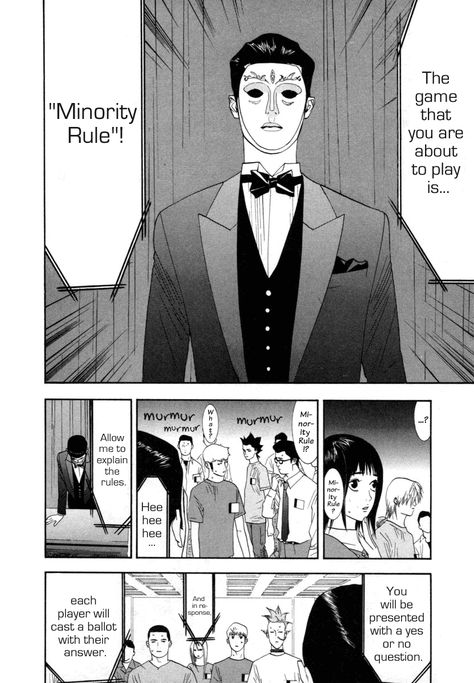 The
game
that
you are
about
to play
is...
"Minority
Rule"!
...?
Mi-
nority
Rule?
Mi-
nor-
ity
Rule
!?
murmur
What?
murmur
murmur
Hee
hee
hee
...
Allow
me to
explain
the
rules.
You
will be
presented
with a yes
or no
question.
And
in re-
sponse,
each
player will
cast a ballot
with their
answer.